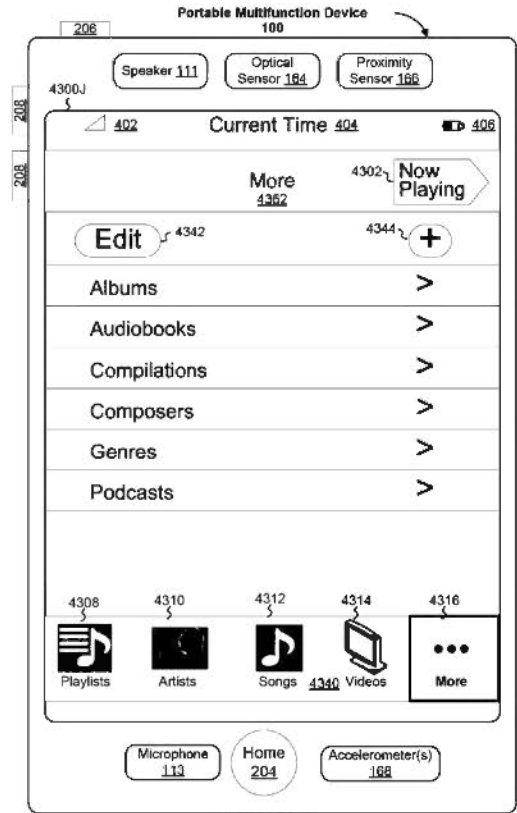 Portable Multifunction Device
100
206
Speaker 111
Optical
Sensor 164
Proximity
Sensor 166
4300J
208
402
Current Time 404
406
208
More
4362
4302
Now
Playing
Edit
4342
4344
+
Albums >
Audiobooks >
Compilations >
Composers >
Genres >
Podcasts >
4308
4310
4312
4314
4316
Playlists
Artists
Songs
4340
Videos
More
Microphone
113
Home
204
Accelerometer(s)
168